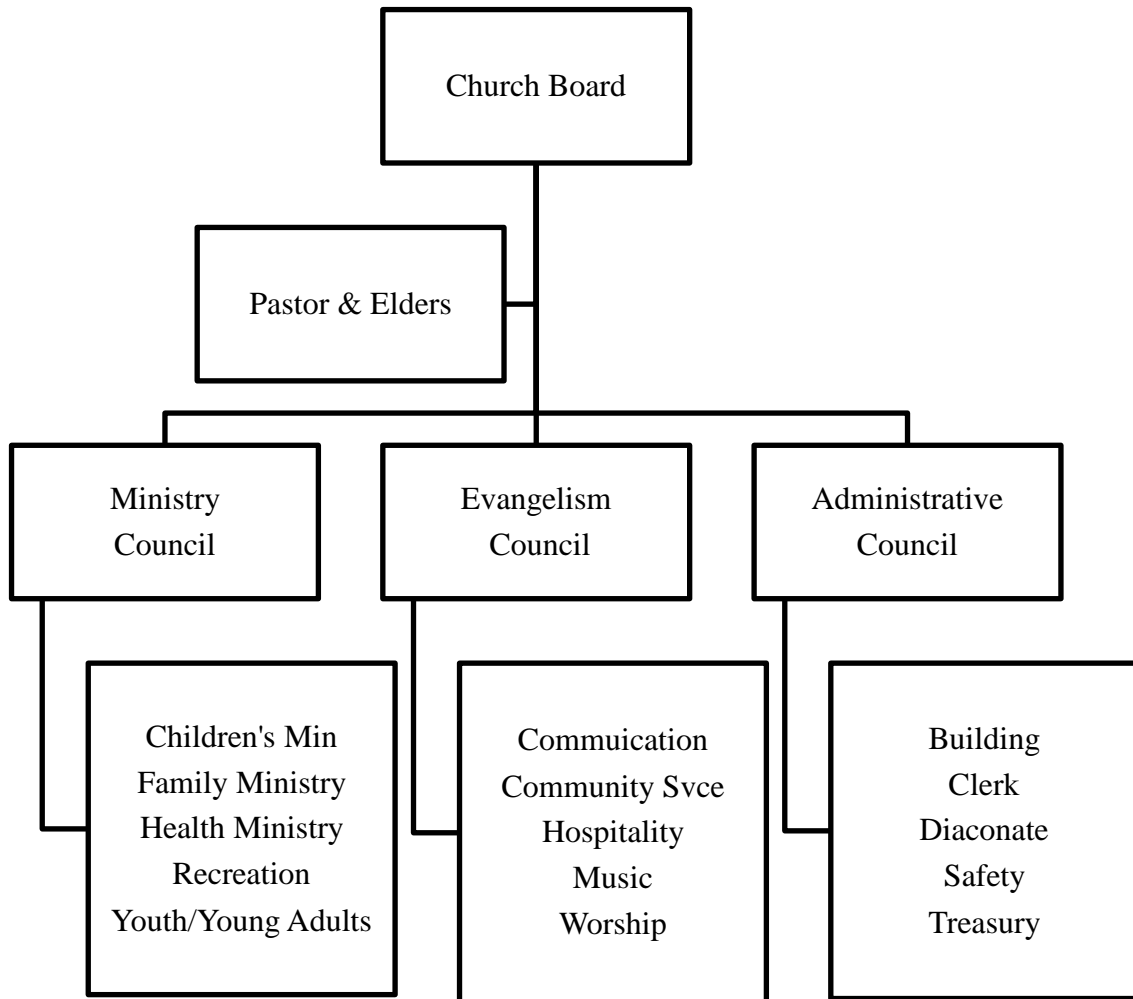 Church Board
Pastor & Elders
Ministry
Council
Evangelism
Council
Administrative
Council
Children's Min
Family Ministry
Health Ministry
Recreation
Youth/Young Adults
Commuication
Community Svce
Hospitality
Music
Worship
Building
Clerk
Diaconate
Safety
Treasury